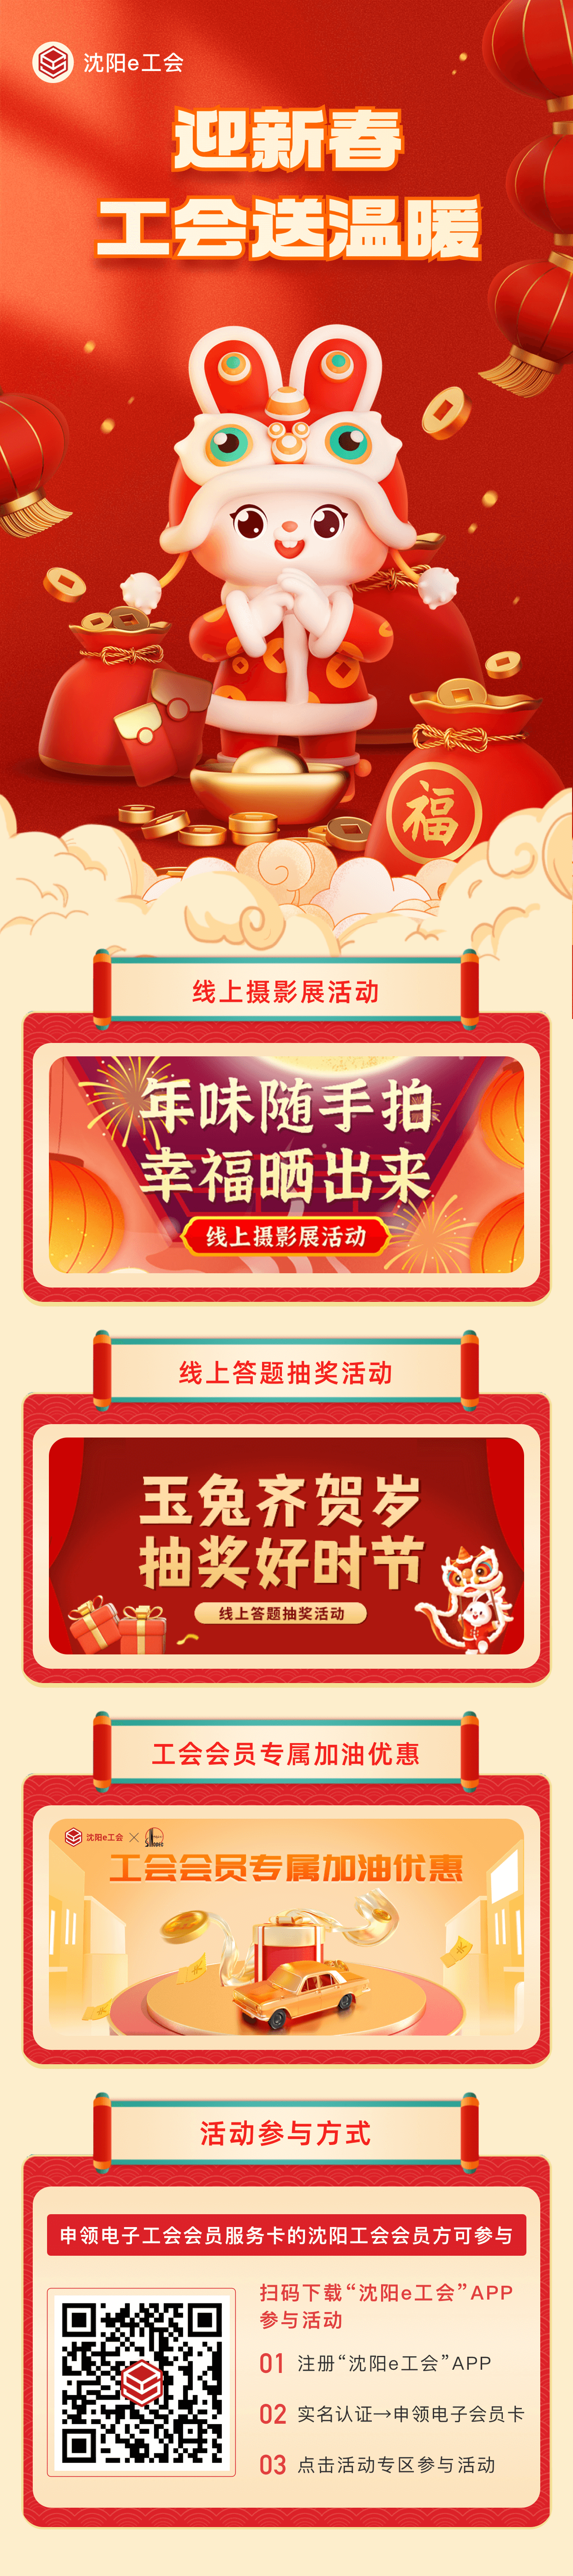 沈阳e工会
迎新春
工会送温暖
福
线上摄影展活动
年味随手拍
幸福晒出来
线上摄影展活动
线上答题抽奖活动
玉兔齐贺岁
抽奖好时节
线上答题抽奖活动
工会会员专属加油优惠
沈阳e工会
工会会员专属加油优惠
活动参与方式
申领电子工会会员服务卡的沈阳工会会员方可参与
扫码下载“沈阳e工会”APP
参与活动
01 注册“沈阳e工会”APP
02 实名认证→申领电子会员卡
03 点击活动专区参与活动